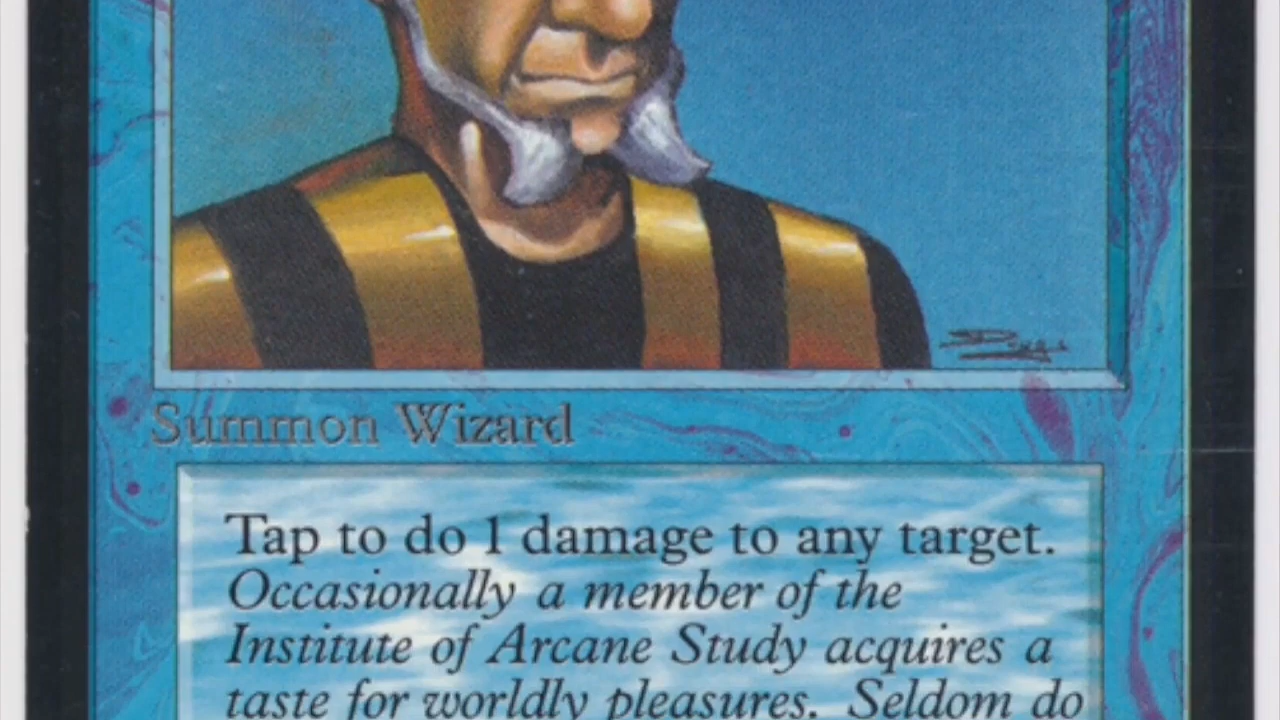 Summon Wizard
Tap to do 1 damage to any target.
Occasionally a member of the
Institute of Arcane Study acquires a
taste for worldly pleasures. Seldom do